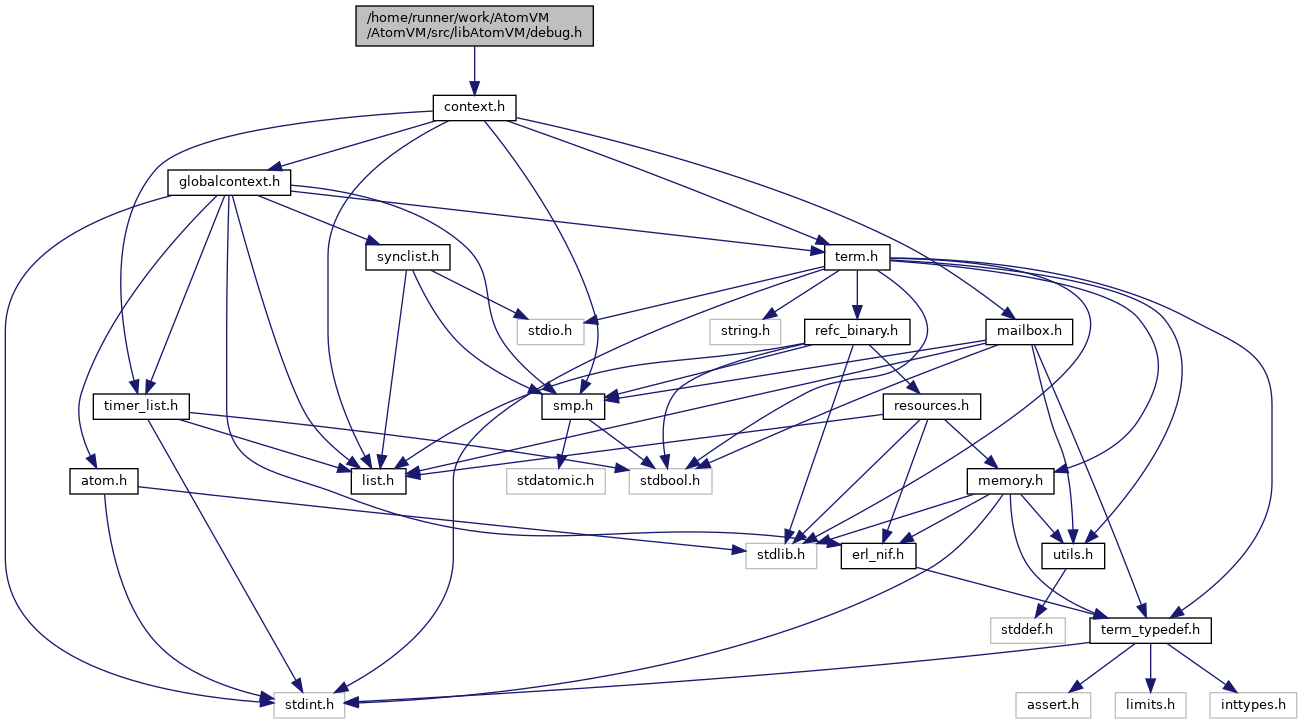 /home/runner/work/AtomVM
/AtomVM/src/libAtomVM/debug.h
context.h
globalcontext.h
synclist.h
term.h
stdio.h
string.h
refc_binary.h
mailbox.h
timer_list.h
smp.h
resources.h
atom.h
list.h
stdatomic.h
stdbool.h
memory.h
stdlib.h
erl_nif.h
utils.h
stddef.h
term_typedef.h
stdint.h
assert.h
limits.h
inttypes.h